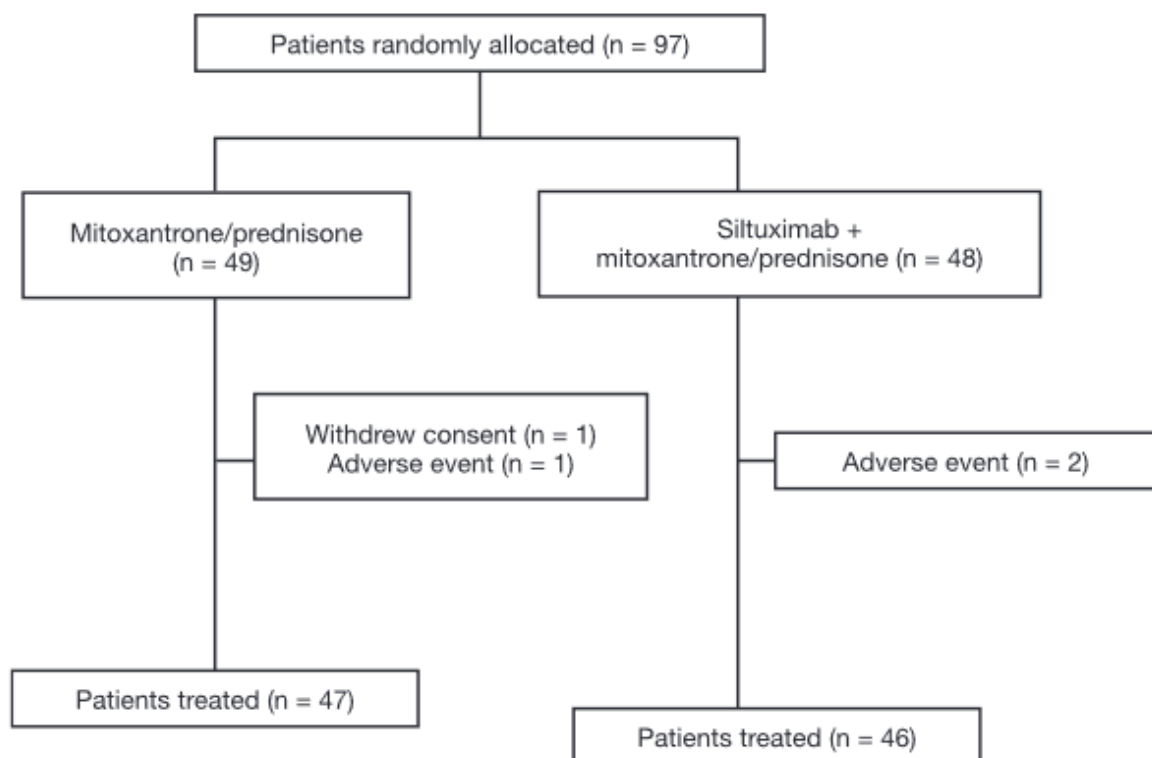 Patients randomly allocated (n = 97)
Mitoxantrone/prednisone
(n = 49)
Siltuximab +
mitoxantrone/prednisone (n = 48)
Withdrew consent (n = 1)
Adverse event (n = 1)
Adverse event (n = 2)
Patients treated (n = 47)
Patients treated (n = 46)